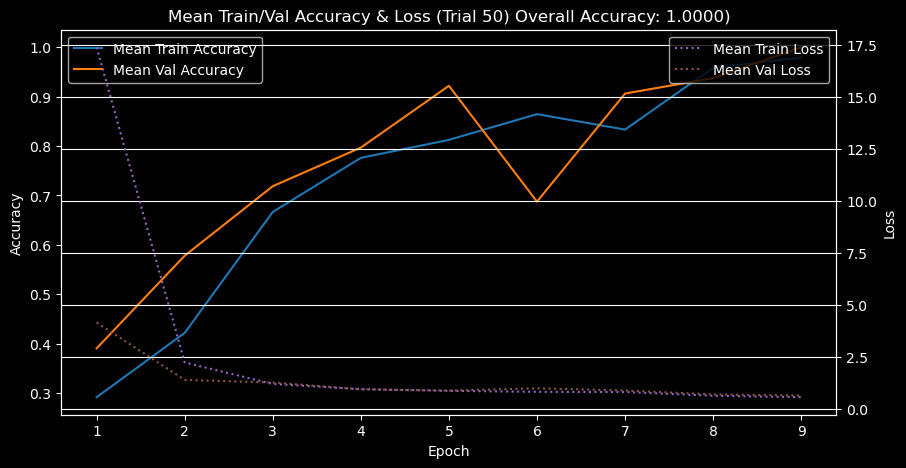 Mean Train/Val Accuracy & Loss (Trial 50) Overall Accuracy: 1.0000)
Mean Train Accuracy
Mean Val Accuracy
Mean Train Loss
Mean Val Loss
1.0
0.9
0.8
0.7
0.6
0.5
0.4
0.3
Accuracy
17.5
15.0
12.5
10.0
7.5
5.0
2.5
0.0
Loss
1 2 3 4 5 6 7 8 9
Epoch